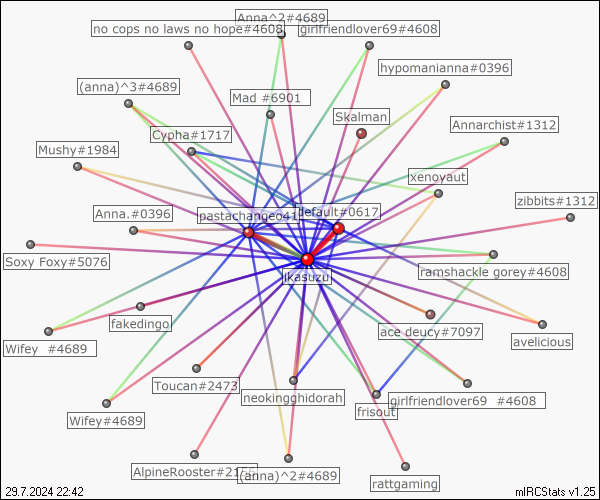 Anna^2#4689
no cops no laws no hope#4608
girlfriendlover69#4608
hypomanianna#0396
(anna)^3#4689
Mad #6901
Skalman
Annarchist#1312
Cypha#1717
Mushy#1984
xenoyaut
zibbits#1312
Anna.#0396
pastachangeo41
default#0617
Soxy Foxy#5076
ikasuzu
ramshackle gorey#4608
fakedingo
ace deucy#7097
avelicious
Wifey #4689
Toucan#2473
neokingghidorah
girlfriendlover69 #4608
frisout
Wifey#4689
AlpineRooster#21
(anna)^2#4689
rattgaming
29.7.2024 22:42
mIRCStats v1.25